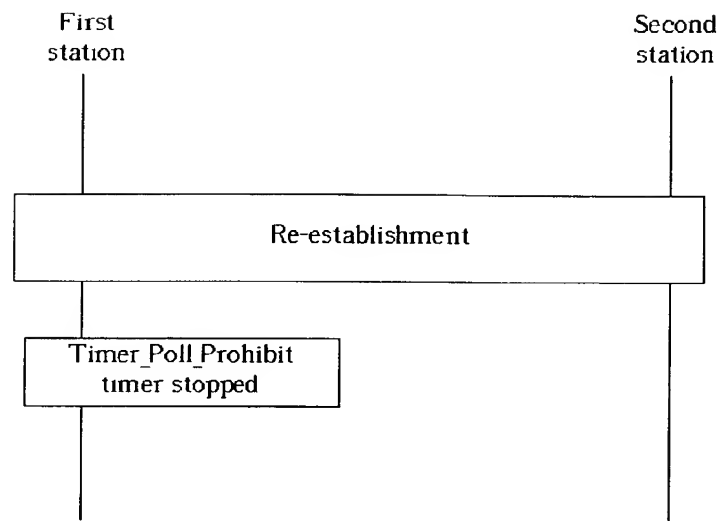 First
station
Second
station
Re-establishment
Timer_Poll_Prohibit
timer stopped